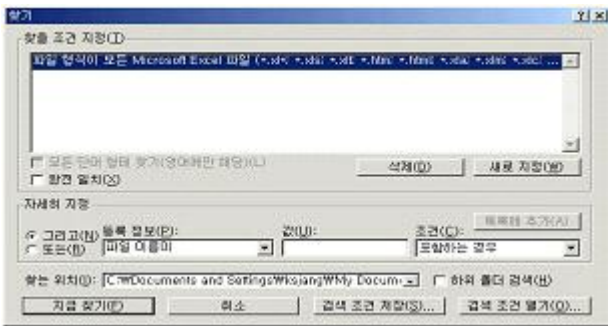 찾기
찾을 조건 지정(T)
파일 형식이 모든 Microsoft Excel 파일 (*.xl*; *.xls; *.xlt; *.htm; *.html; *.xla; *.xlm; *.xlc; ...
모든 단어 형태 찾기(영어에만 해당)(L)
삭제(D)
새로 지정(W)
완전 일치(X)
자세히 지정
목록에 추가(A)
그리고(N) 등록 정보(P): 값(U): 조건(C):
또는(R) 파일 이름이 포함하는 경우
찾는 위치(I): C:\Documents and Settings\ksjang\My Docum 하위 폴더 검색(H)
지금 찾기(F) 취소 검색 조건 저장(S)... 검색 조건 열기(O)...